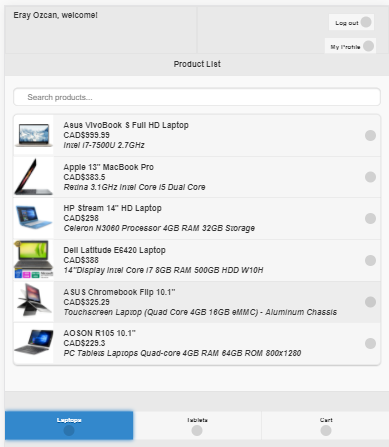 Eray Ozcan, welcome!
Log out
My Profile
Product List
Search products...
Asus VivoBook S Full HD Laptop
CAD$999.99
Intel i7-7500U 2.7GHz
Apple 13" MacBook Pro
CAD$383.5
Retina 3.1GHz Intel Core i5 Dual Core
HP Stream 14" HD Laptop
CAD$298
Celeron N3060 Processor 4GB RAM 32GB Storage
Dell Latitude E6420 Laptop
CAD$388
14"Display Intel Core i7 8GB RAM 500GB HDD W10H
ASUS Chromebook Flip 10.1"
CAD$325.29
Touchscreen Laptop (Quad Core 4GB 16GB eMMC) - Aluminum Chassis
AOSON R105 10.1"
CAD$229.3
PC Tablets Laptops Quad-core 4GB RAM 64GB ROM 800x1280
Laptops
Tablets
Cart